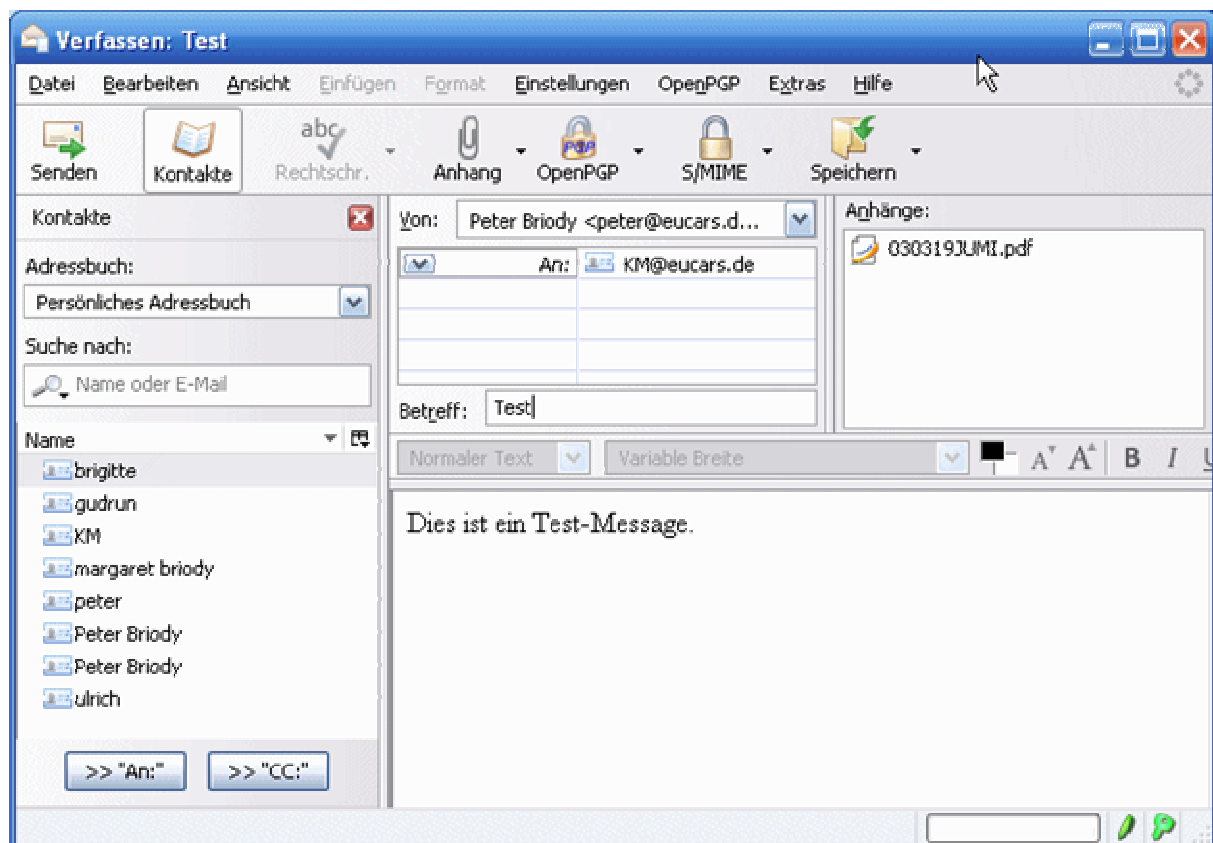 Verfassen: Test
Datei Bearbeiten Ansicht Einfügen Format Einstellungen OpenPGP Extras Hilfe
abc
PGP
Senden Kontakte Rechtschr. Anhang OpenPGP S/MIME Speichern
Kontakte
Adressbuch:
Persönliches Adressbuch
Suche nach:
Name oder E-Mail
Name
brigitte
gudrun
KM
margaret briody
peter
Peter Briody
Peter Briody
ulrich
>> "An:" >> "CC:"
Von: Peter Briody <peter@eucars.d...
An: KM@eucars.de
Betreff: Test
Anhänge:
030319JUMI.pdf
Normaler Text Variable Breite A A B I U
Dies ist ein Test-Message.